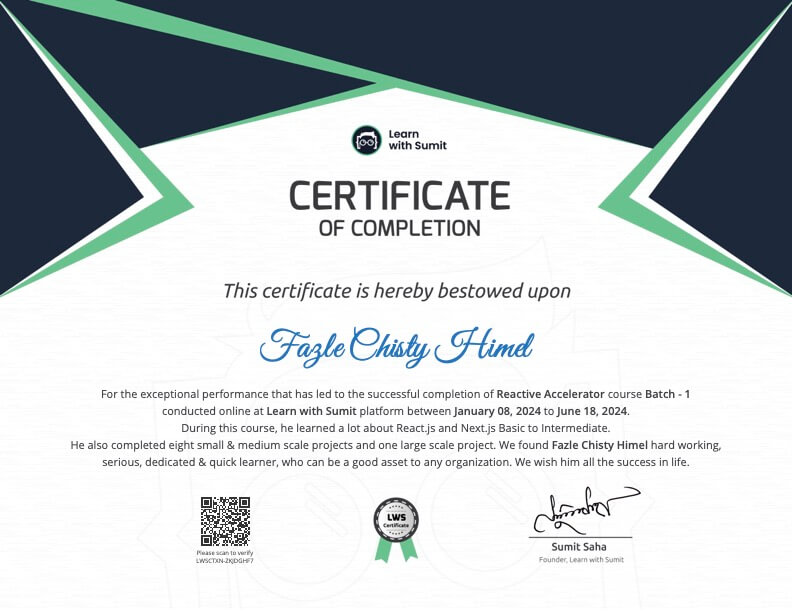 Learn
with Sumit
CERTIFICATE
OF COMPLETION
This certificate is hereby bestowed upon
Fazle Chisty Himel
For the exceptional performance that has led to the successful completion of Reactive Accelerator course Batch - 1
conducted online at Learn with Sumit platform between January 08, 2024 to June 18, 2024.
During this course, he learned a lot about React.js and Next.js Basic to Intermediate.
He also completed eight small & medium scale projects and one large scale project. We found Fazle Chisty Himel hard working,
serious, dedicated & quick learner, who can be a good asset to any organization. We wish him all the success in life.
Please scan to verify
LWSCTXN-ZKJDGHF7
LWS
Certificate
Sumit Saha
Founder, Learn with Sumit